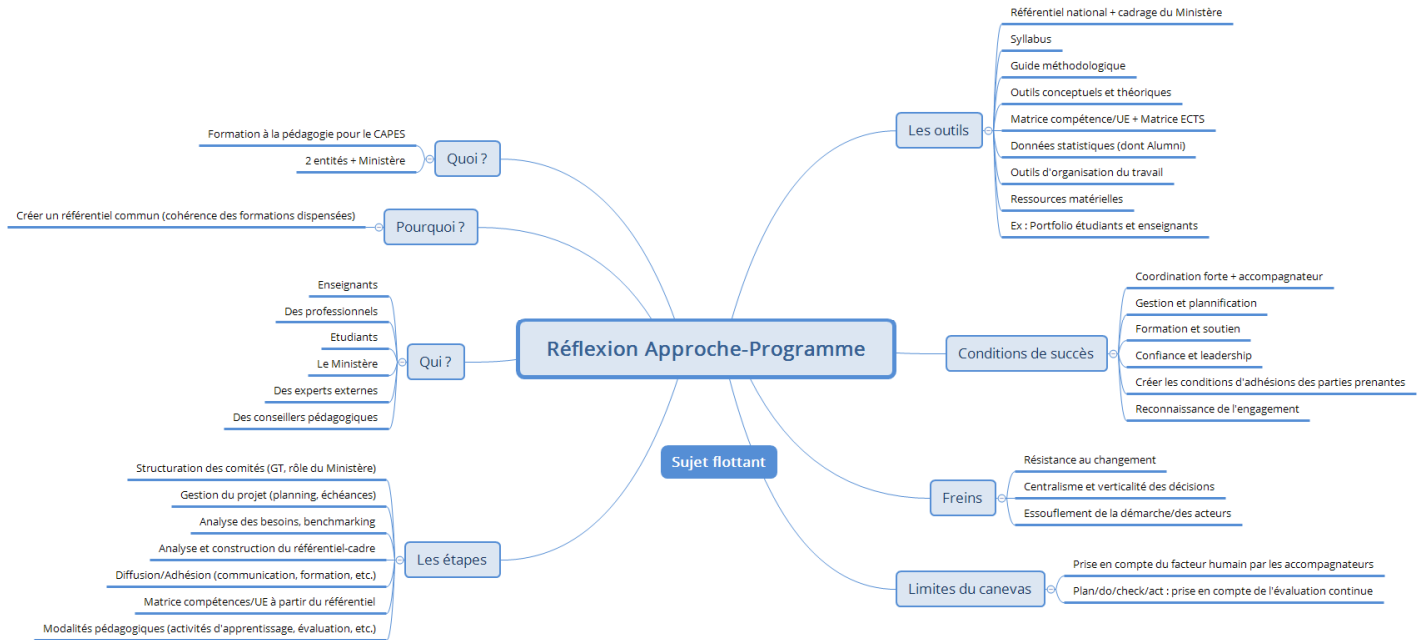 Réflexion Approche-Programme
Quoi ?
Formation à la pédagogie pour le CAPES
2 entités + Ministère
Pourquoi ?
Créer un référentiel commun (cohérence des formations dispensées)
Qui ?
Enseignants
Des professionnels
Etudiants
Le Ministère
Des experts externes
Des conseillers pédagogiques
Les étapes
Structuration des comités (GT, rôle du Ministère)
Gestion du projet (planning, échéances)
Analyse des besoins, benchmarking
Analyse et construction du référentiel-cadre
Diffusion/Adhésion (communication, formation, etc.)
Matrice compétences/UE à partir du référentiel
Modalités pédagogiques (activités d'apprentissage, évaluation, etc.)
Les outils
Référentiel national + cadrage du Ministère
Syllabus
Guide méthodologique
Outils conceptuels et théoriques
Matrice compétence/UE + Matrice ECTS
Données statistiques (dont Alumni)
Outils d'organisation du travail
Ressources matérielles
Ex : Portfolio étudiants et enseignants
Conditions de succès
Coordination forte + accompagnateur
Gestion et plannification
Formation et soutien
Confiance et leadership
Créer les conditions d'adhésions des parties prenantes
Reconnaissance de l'engagement
Freins
Résistance au changement
Centralisme et verticalité des décisions
Essouflement de la démarche/des acteurs
Limites du canevas
Prise en compte du facteur humain par les accompagnateurs
Plan/do/check/act : prise en compte de l'évaluation continue
Sujet flottant